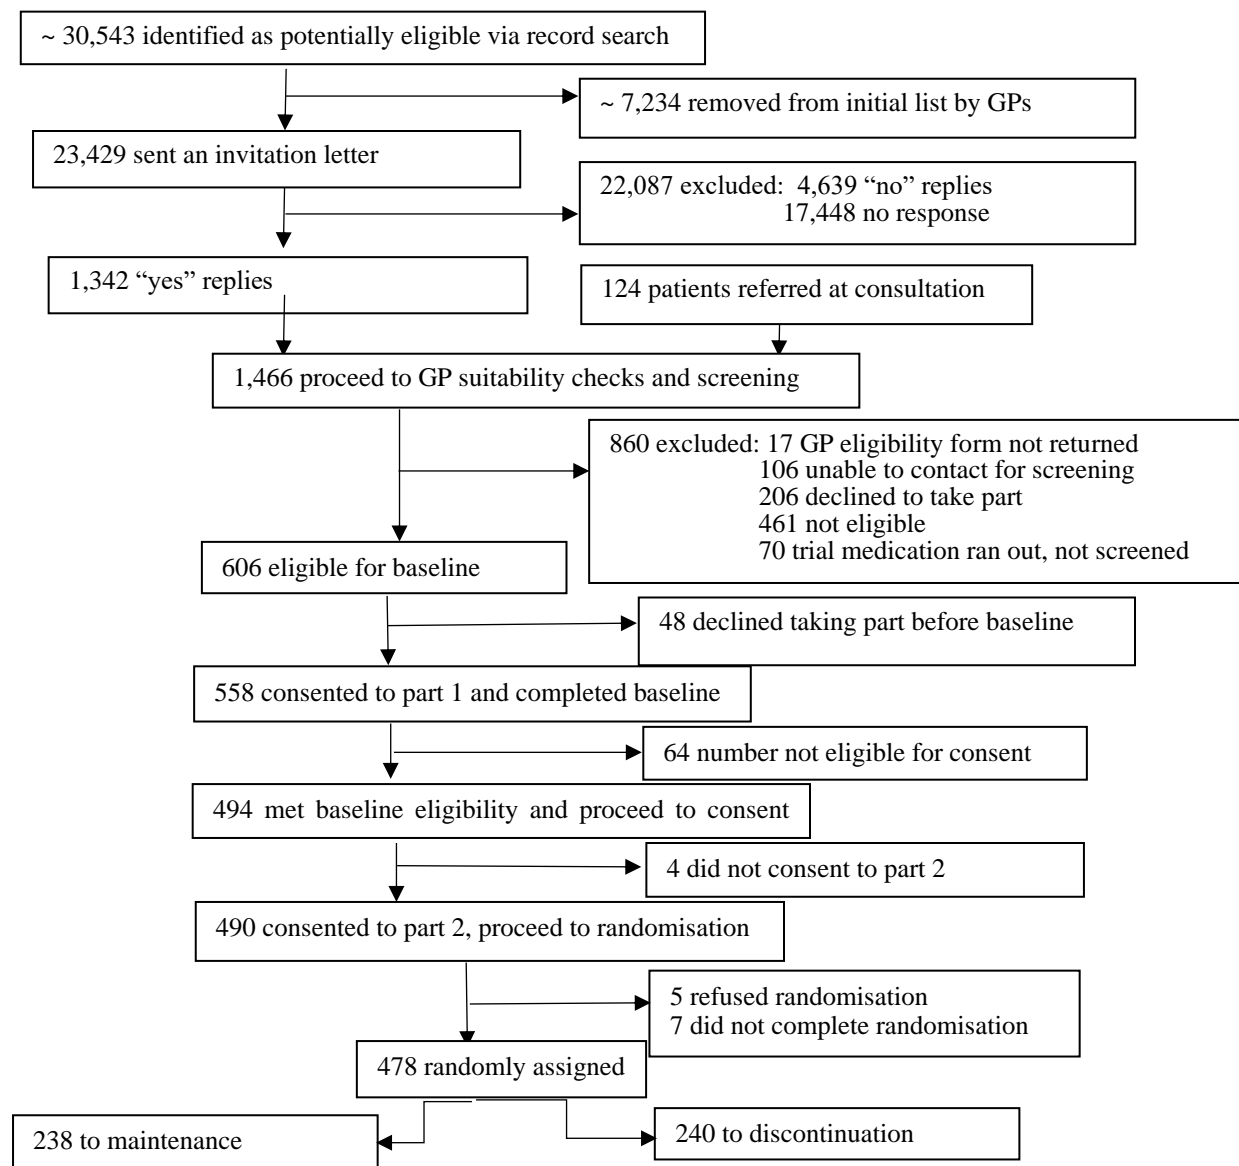 ~ 30,543 identified as potentially eligible via record search
~ 7,234 removed from initial list by GPs
23,429 sent an invitation letter
22,087 excluded: 4,639 “no” replies
17,448 no response
1,342 “yes” replies
124 patients referred at consultation
1,466 proceed to GP suitability checks and screening
860 excluded: 17 GP eligibility form not returned
106 unable to contact for screening
206 declined to take part
461 not eligible
70 trial medication ran out, not screened
606 eligible for baseline
48 declined taking part before baseline
558 consented to part 1 and completed baseline
64 number not eligible for consent
494 met baseline eligibility and proceed to consent
4 did not consent to part 2
490 consented to part 2, proceed to randomisation
5 refused randomisation
7 did not complete randomisation
478 randomly assigned
238 to maintenance
240 to discontinuation